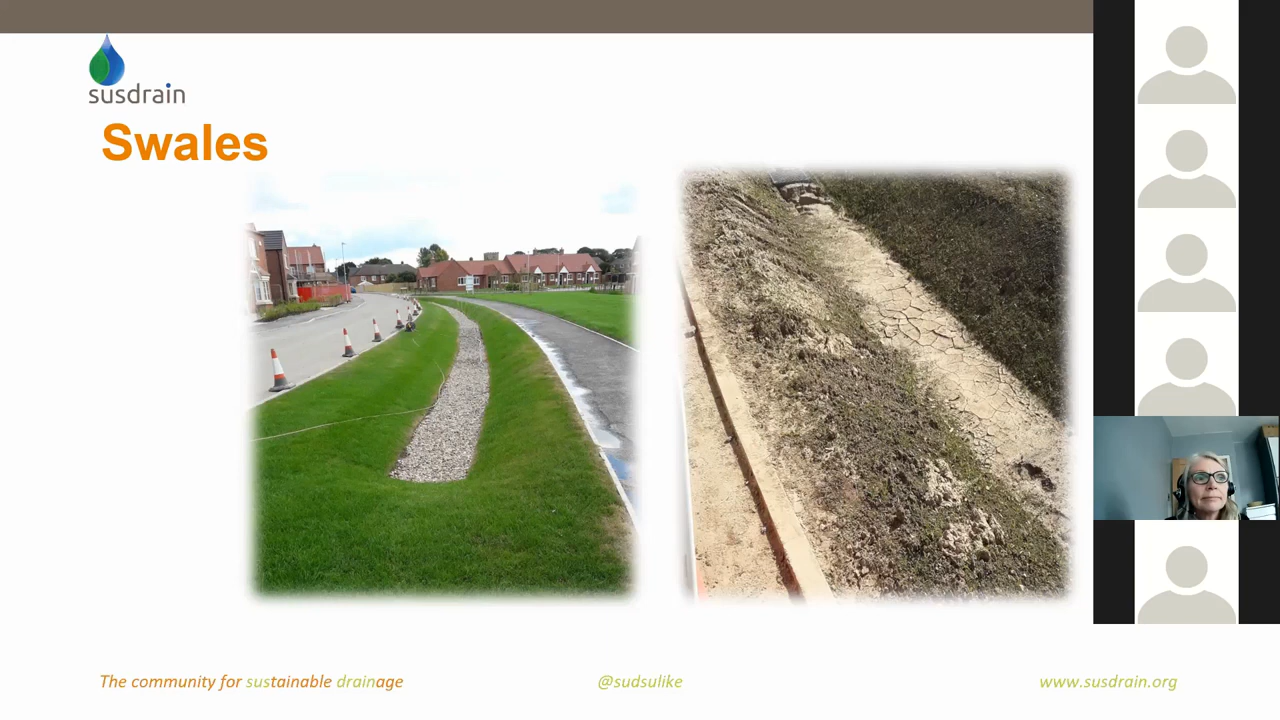 susdrain
Swales
The community for sustainable drainage
@sudsulike
www.susdrain.org